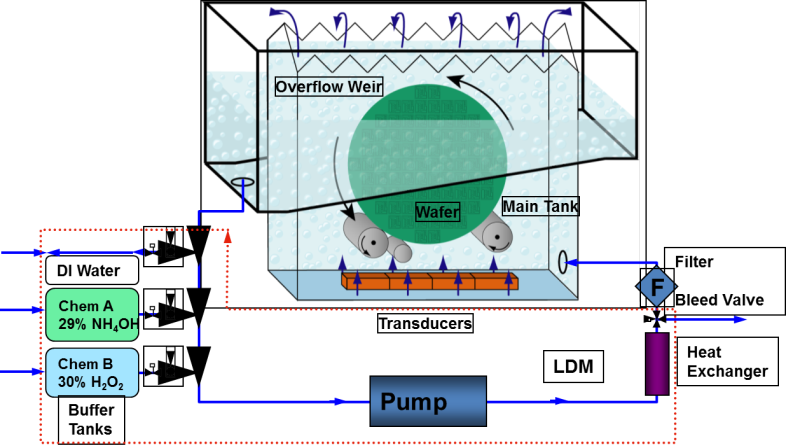 Overflow Weir
Wafer
Main Tank
DI Water
Filter
F
Chem A
29% NH₄OH
Bleed Valve
Transducers
Chem B
30% H₂O₂
LDM
Heat
Exchanger
Pump
Buffer
Tanks